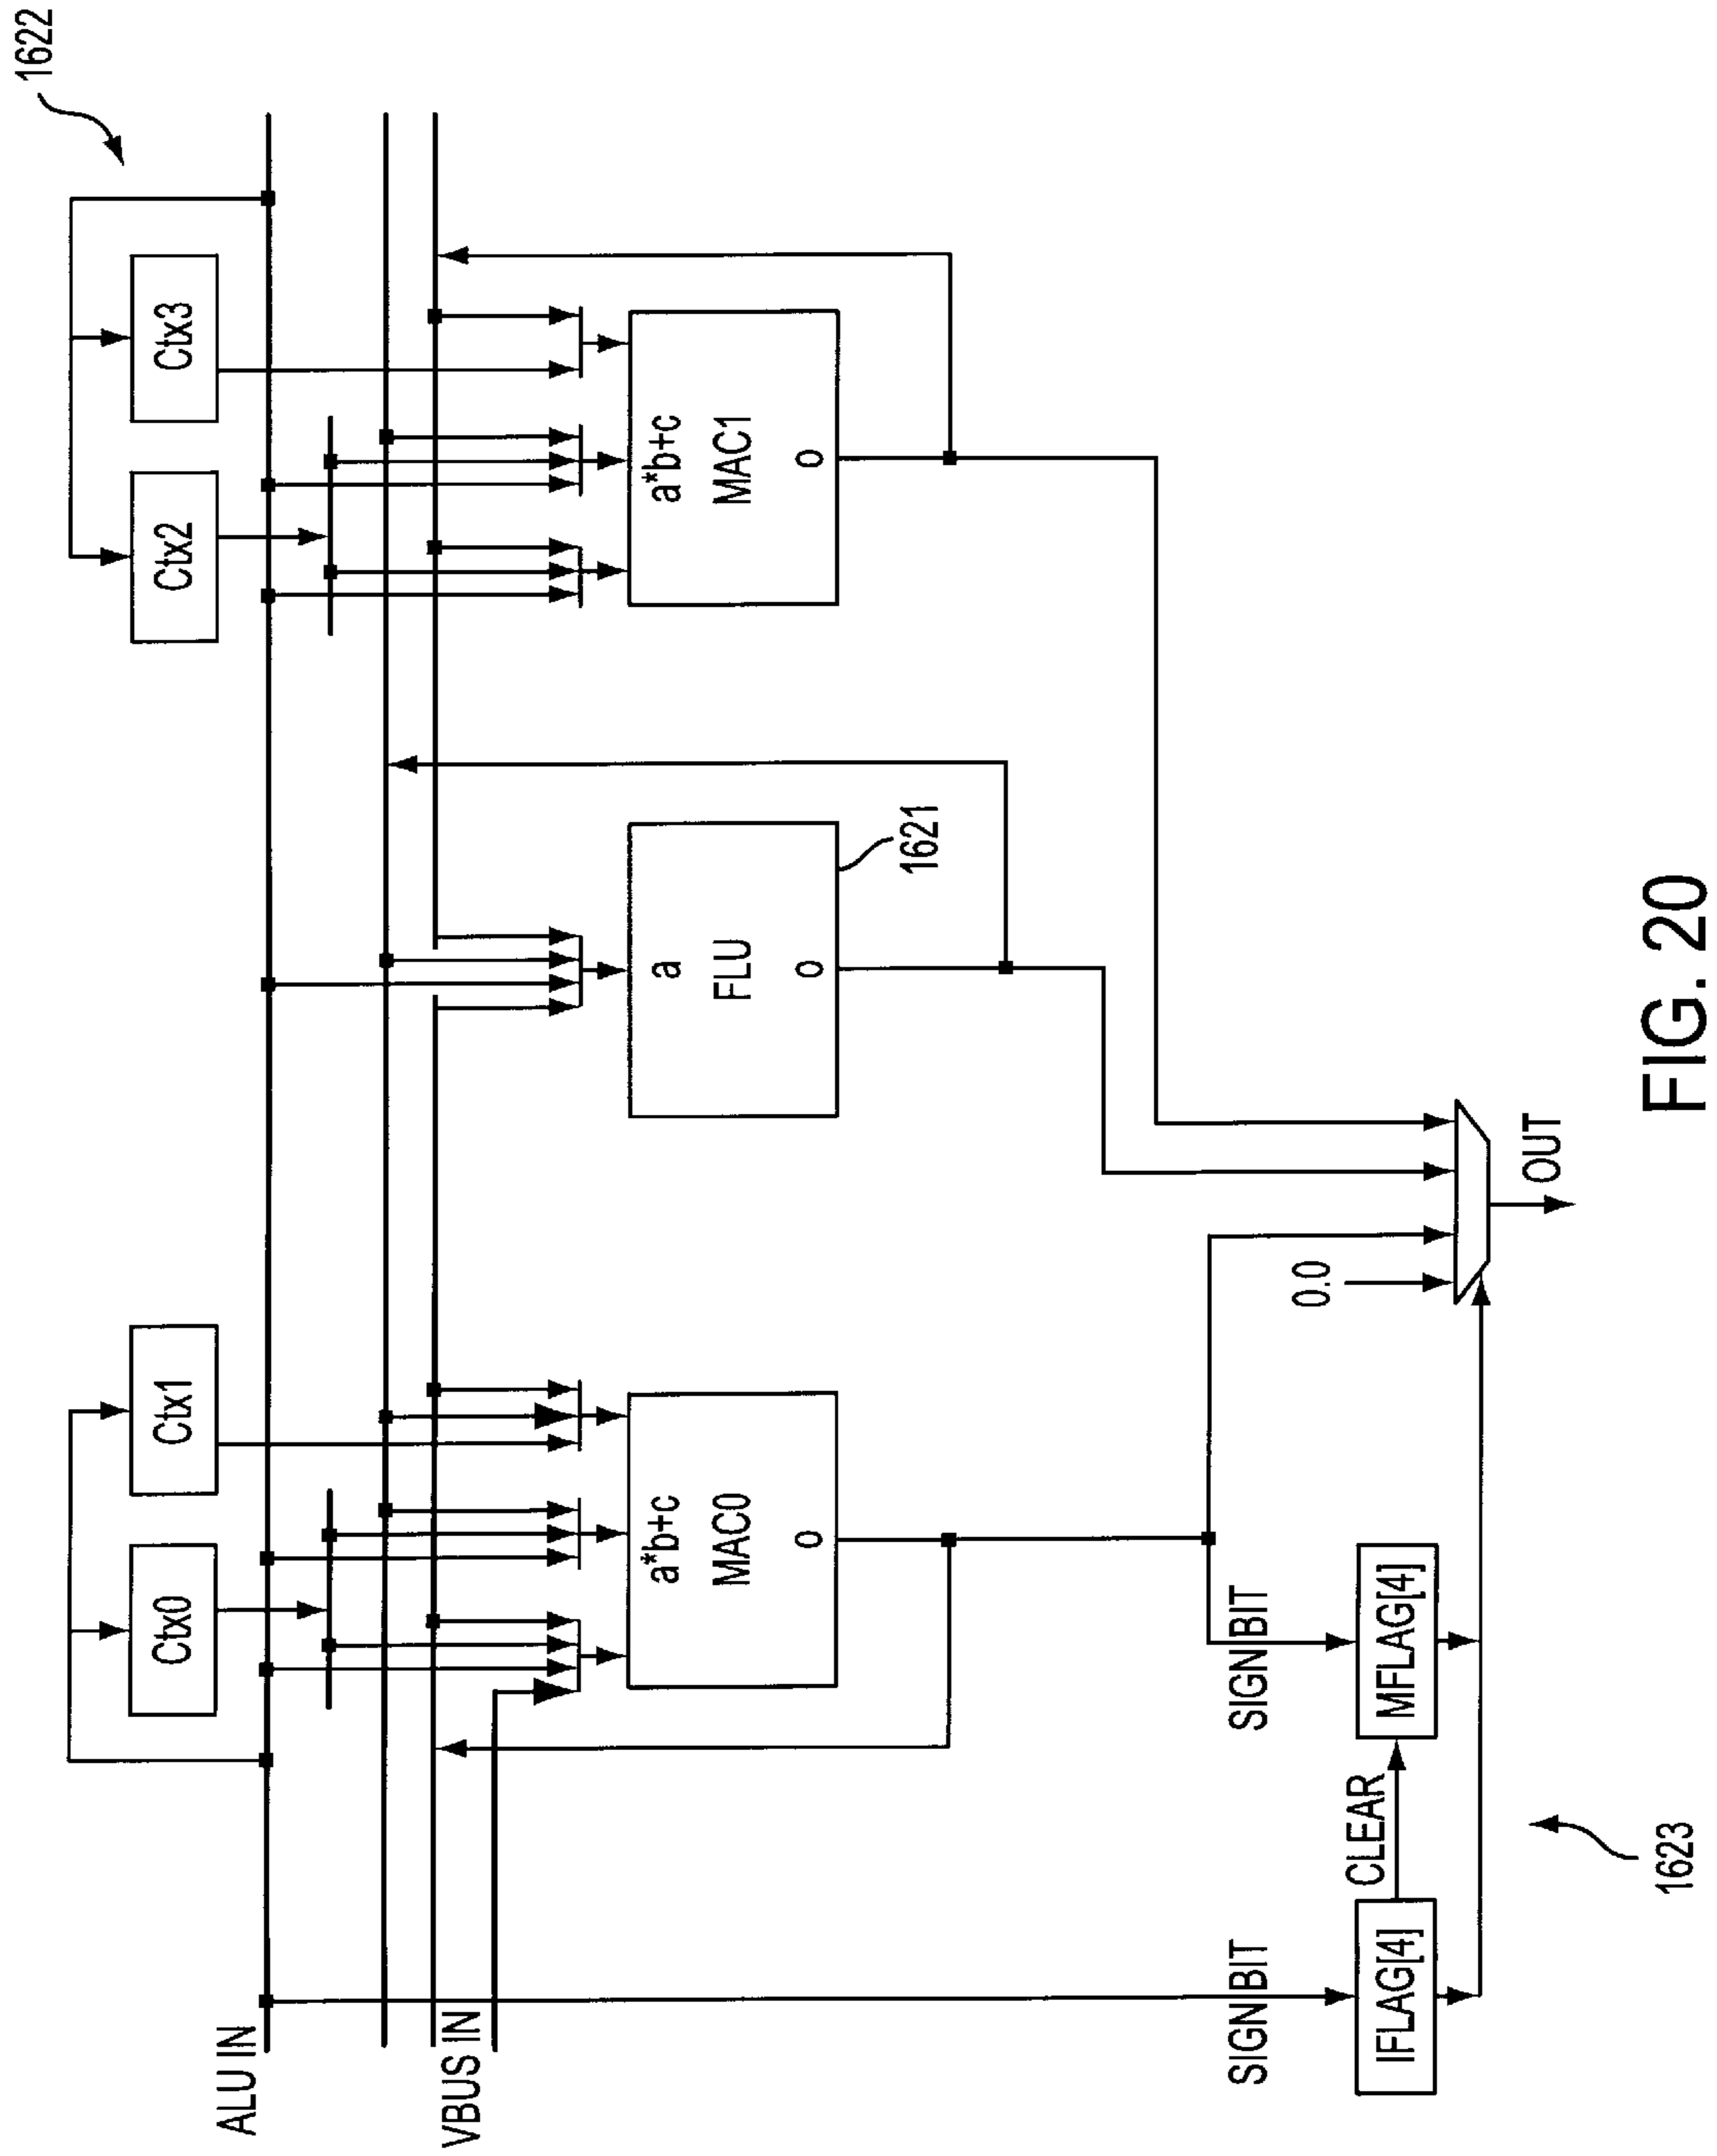 1622
Ctx0
Ctx1
Ctx2
Ctx3
ALU IN
VBUS IN
a*b+c
MAC0
o
a
FLU
o
1621
a*b+c
MAC1
o
SIGN BIT
SIGN BIT
0.0
IFLAG[4]
CLEAR
MFLAG[4]
OUT
1623
FIG. 20